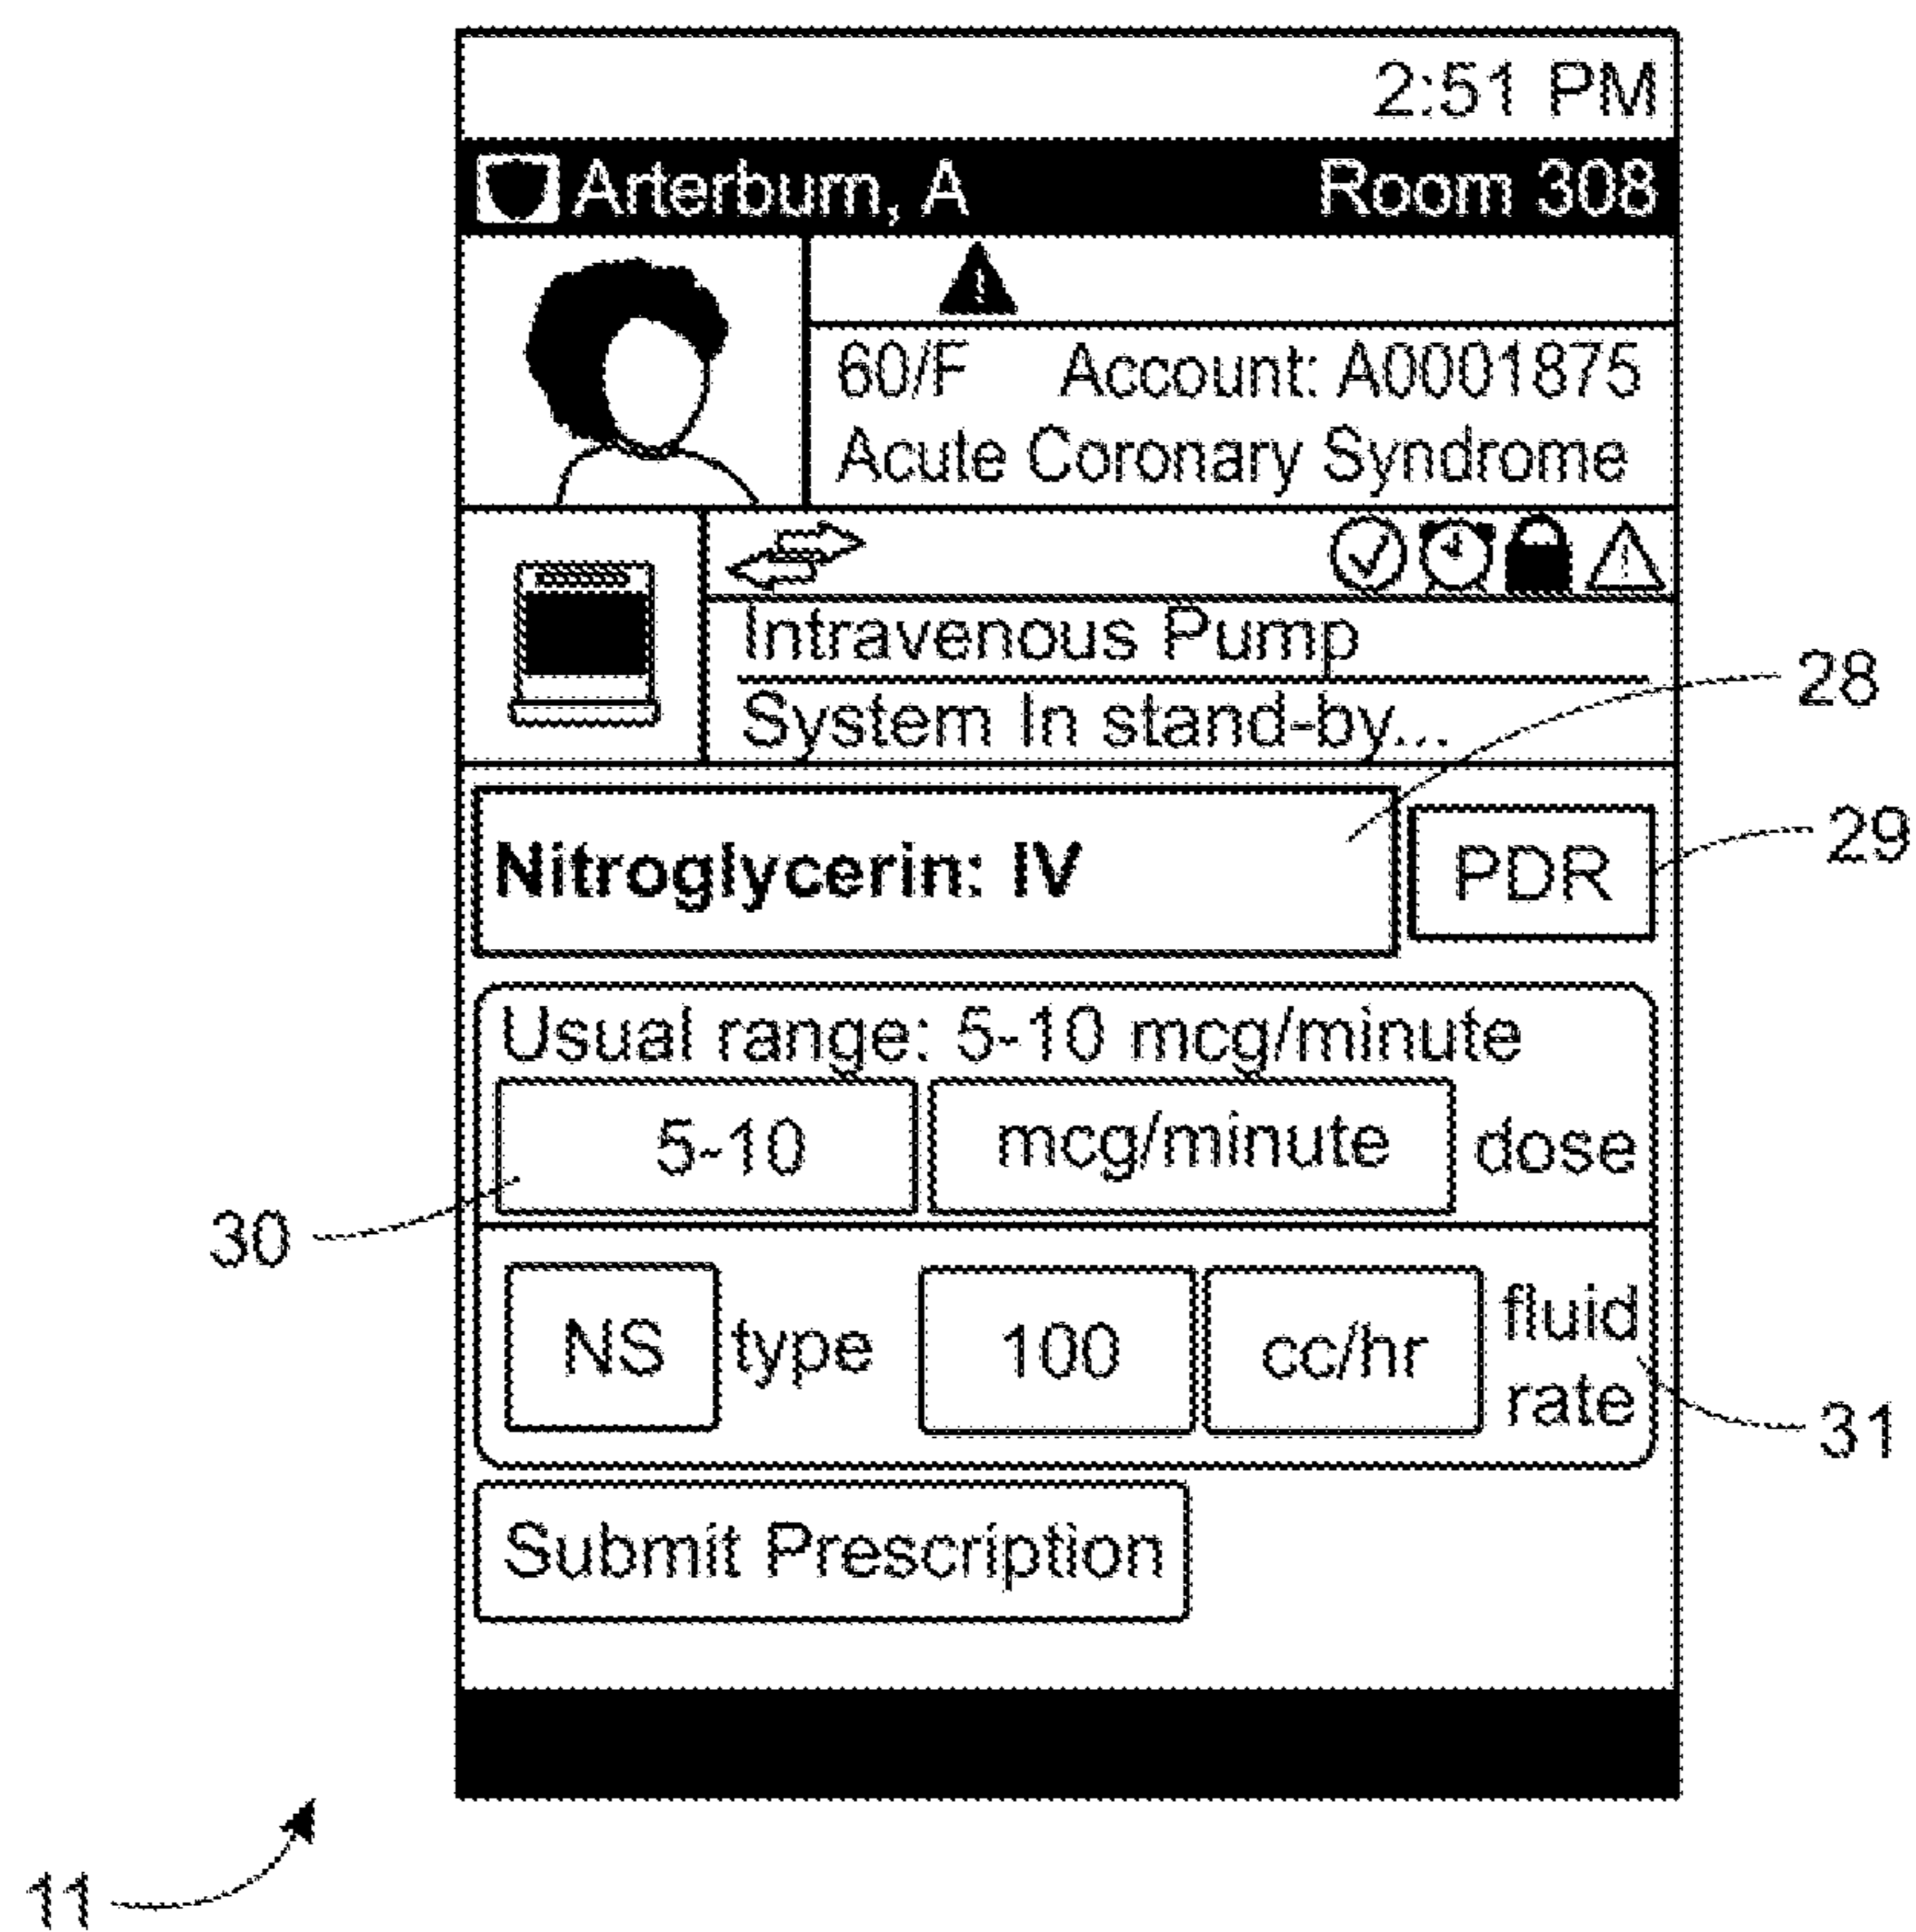 2:51 PM
Arterburn, A Room 308
60/F Account: A0001875
Acute Coronary Syndrome
Intravenous Pump
System In stand-by...
28
Nitroglycerin: IV PDR
29
Usual range: 5-10 mcg/minute
5-10 mcg/minute dose
30
NS type 100 cc/hr fluid rate
31
Submit Prescription
11